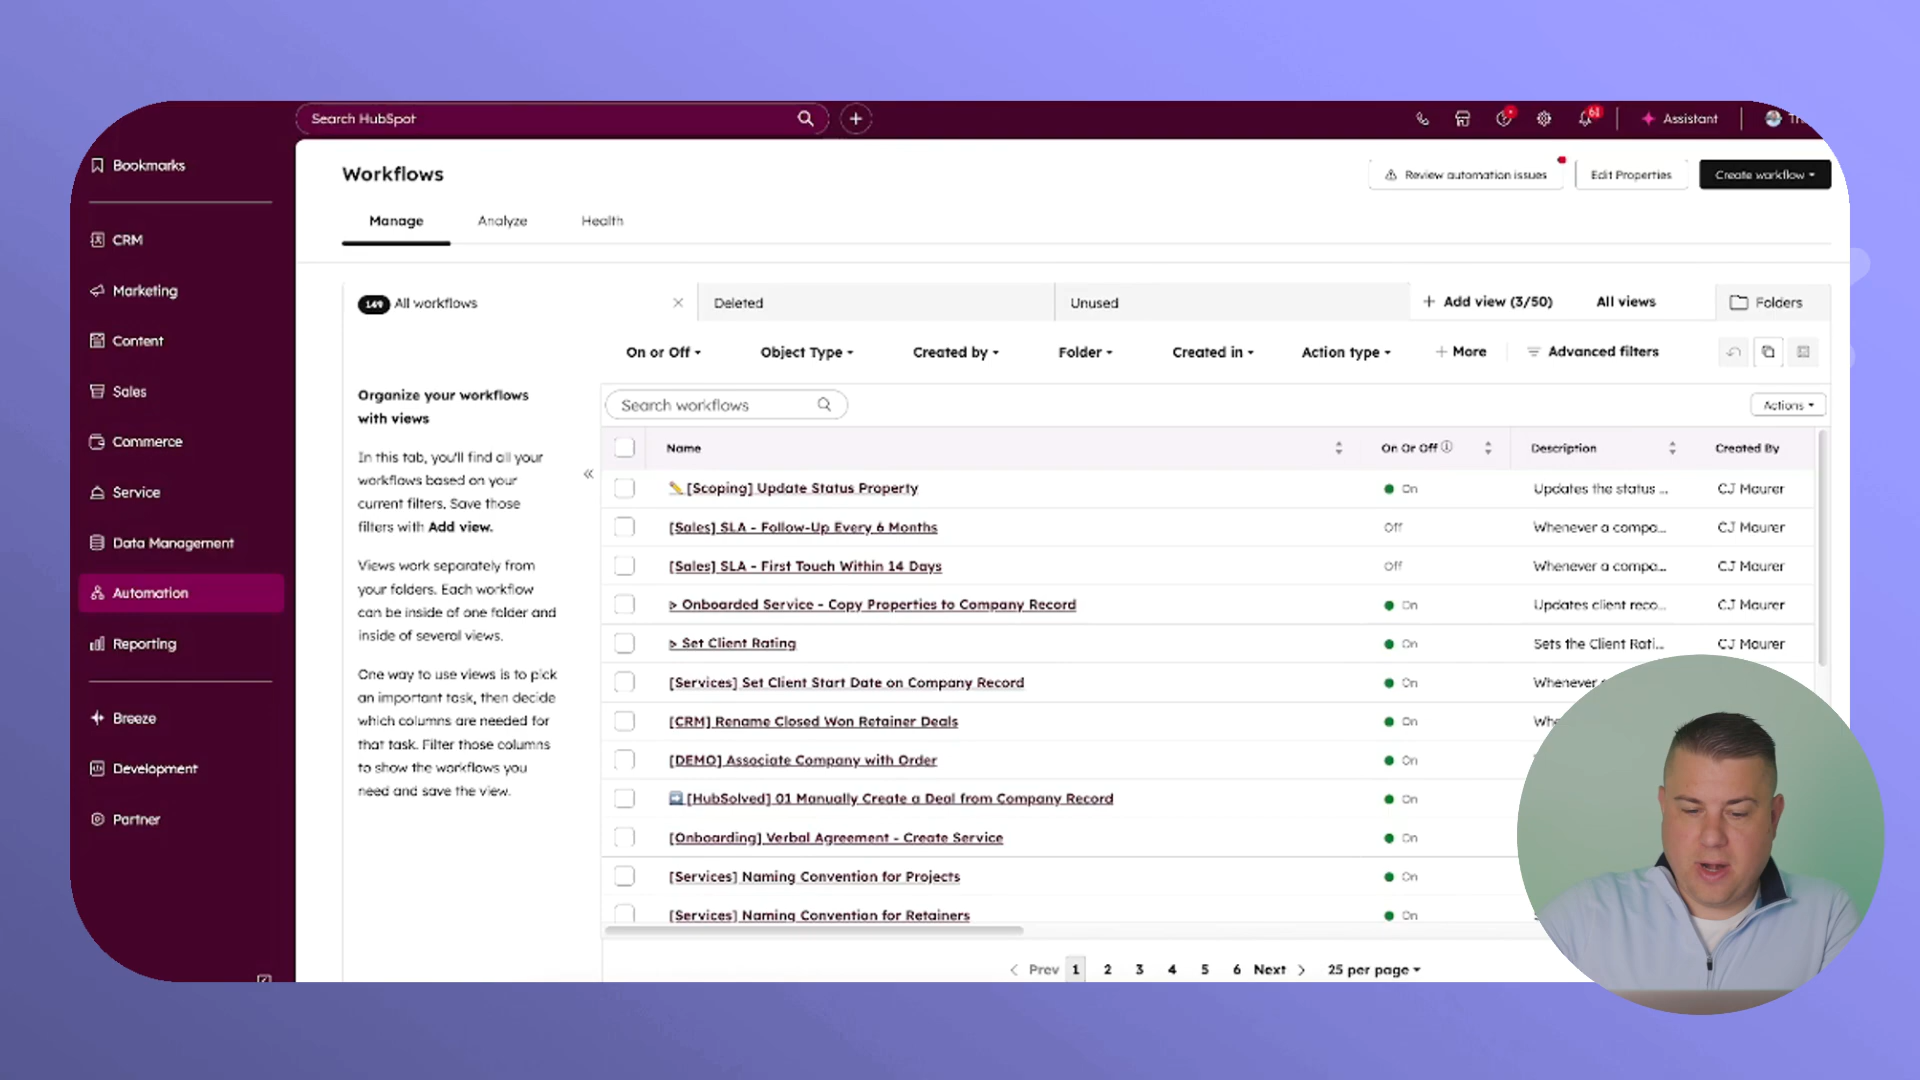 Search HubSpot
Assistant
Bookmarks
CRM
Marketing
Content
Sales
Commerce
Service
Data Management
Automation
Reporting
Breeze
Development
Partner
Workflows
Review automation issues
Edit Properties
Create workflow
Manage
Analyze
Health
149 All workflows
Deleted
Unused
+ Add view (3/50)
All views
Folders
On or Off
Object Type
Created by
Folder
Created in
Action type
+ More
Advanced filters
Organize your workflows
with views
In this tab, you'll find all your
workflows based on your
current filters. Save those
filters with Add view.
Views work separately from
your folders. Each workflow
can be inside of one folder and
inside of several views.
One way to use views is to pick
an important task, then decide
which columns are needed for
that task. Filter those columns
to show the workflows you
need and save the view.
Search workflows
Actions
Name On Or Off Description Created By
[Scoping] Update Status Property On Updates the status ... CJ Maurer
[Sales] SLA - Follow-Up Every 6 Months Off Whenever a compa... CJ Maurer
[Sales] SLA - First Touch Within 14 Days Off Whenever a compa... CJ Maurer
> Onboarded Service - Copy Properties to Company Record On Updates client reco... CJ Maurer
> Set Client Rating On Sets the Client Rati... CJ Maurer
[Services] Set Client Start Date on Company Record On Whenever
[CRM] Rename Closed Won Retainer Deals On
[DEMO] Associate Company with Order On
[HubSolved] 01 Manually Create a Deal from Company Record On
[Onboarding] Verbal Agreement - Create Service On
[Services] Naming Convention for Projects On
[Services] Naming Convention for Retainers On
Prev 1 2 3 4 5 6 Next
25 per page